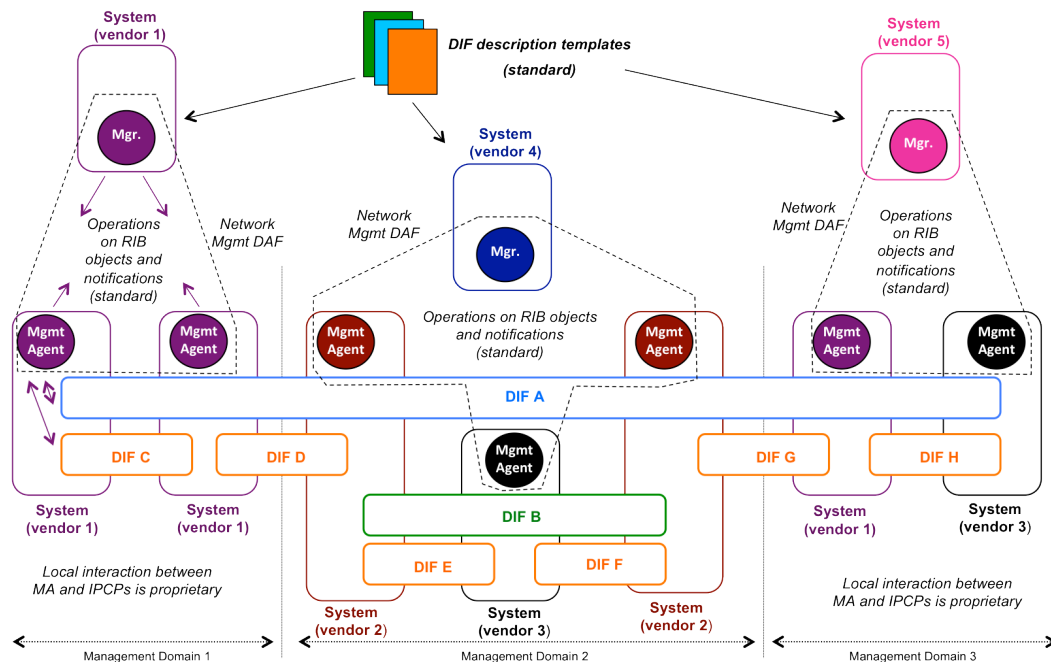 System
(vendor 1)
DIF description templates
(standard)
System
(vendor 5)
Mgr.
System
(vendor 4)
Mgr.
Mgr.
Operations
on RIB
objects and
notifications
(standard)
Network
Mgmt DAF
Network
Mgmt DAF
Network
Mgmt DAF
Operations
on RIB
objects
and
notifications
(standard)
Mgmt
Agent
Mgmt
Agent
Mgmt
Agent
Operations on RIB objects
and notifications
(standard)
Mgmt
Agent
Mgmt
Agent
Mgmt
Agent
DIF A
DIF C
DIF D
Mgmt
Agent
DIF G
DIF H
System
(vendor 1)
System
(vendor 1)
DIF B
System
(vendor 1)
System
(vendor 3)
DIF E
DIF F
Local interaction between
MA and IPCPs is proprietary
Local interaction between
MA and IPCPs is proprietary
System
(vendor 2)
System
(vendor 3)
System
(vendor 2)
Management Domain 1
Management Domain 2
Management Domain 3